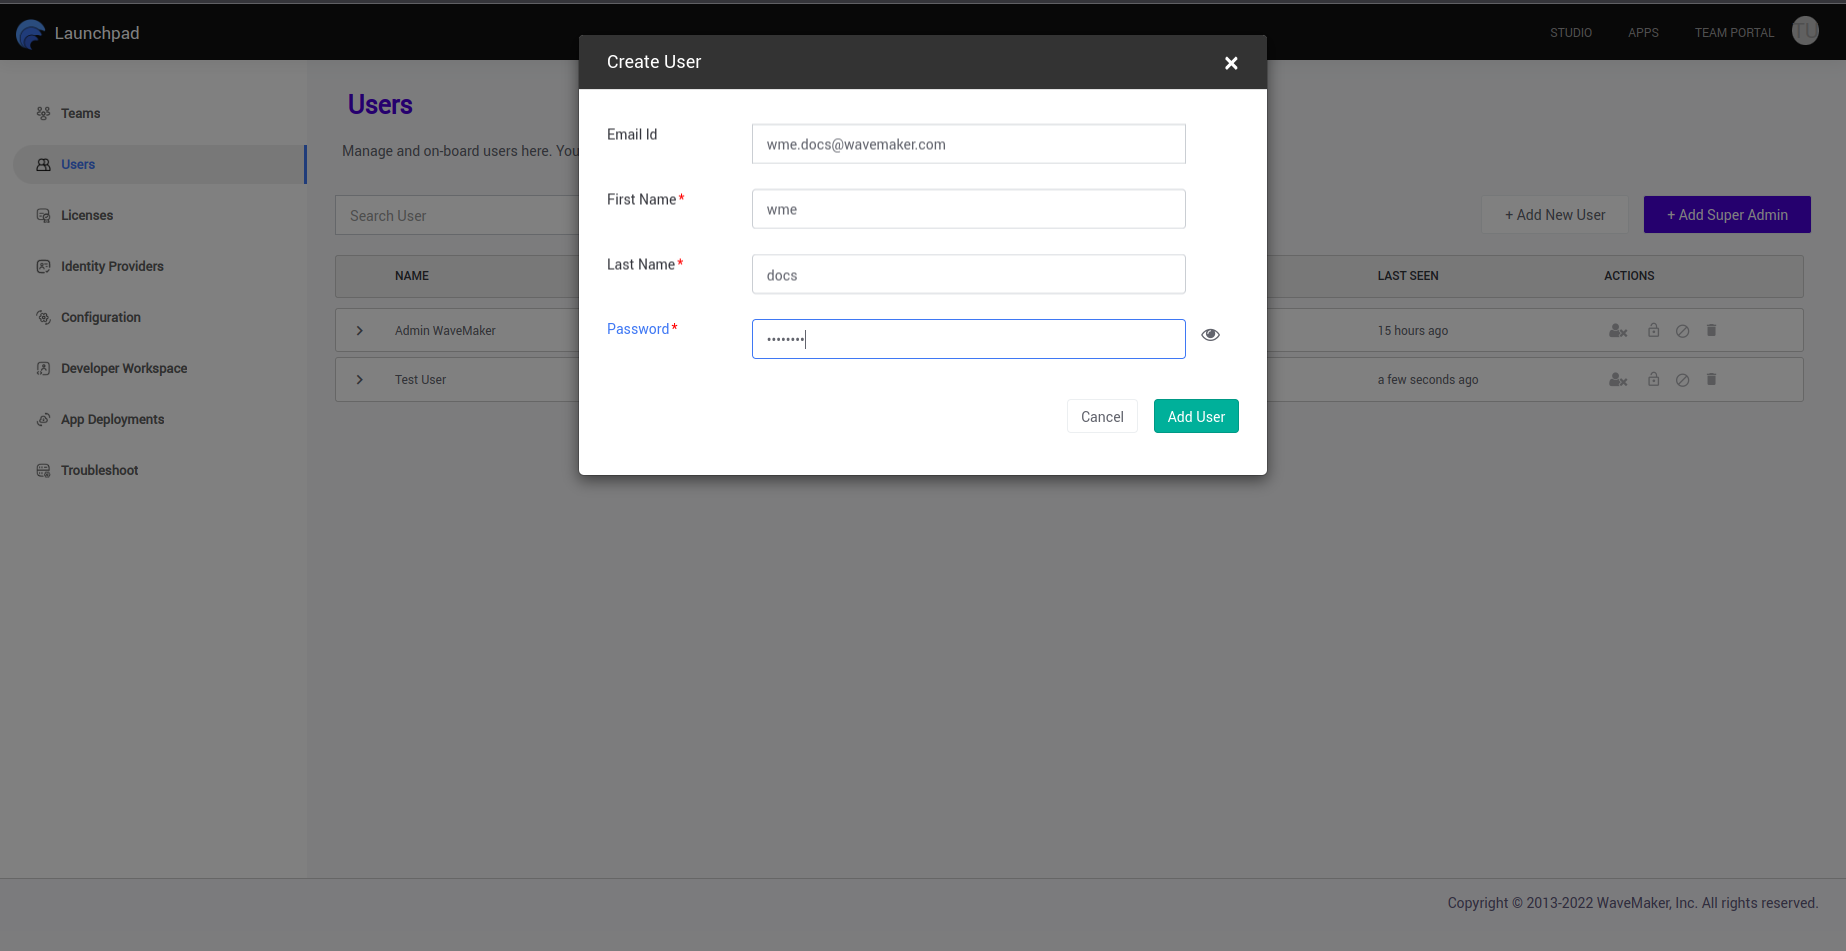 Launchpad
STUDIO APPS TEAM PORTAL TU
Create User
Teams
Users
Licenses
Identity Providers
Configuration
Developer Workspace
App Deployments
Troubleshoot
Users
Manage and on-board users here. You
Search User
+ Add New User
+ Add Super Admin
NAME LAST SEEN ACTIONS
Admin WaveMaker 15 hours ago
Test User a few seconds ago
Email Id
wme.docs@wavemaker.com
First Name*
wme
Last Name*
docs
Password*
••••••••
Cancel
Add User
Copyright © 2013-2022 WaveMaker, Inc. All rights reserved.